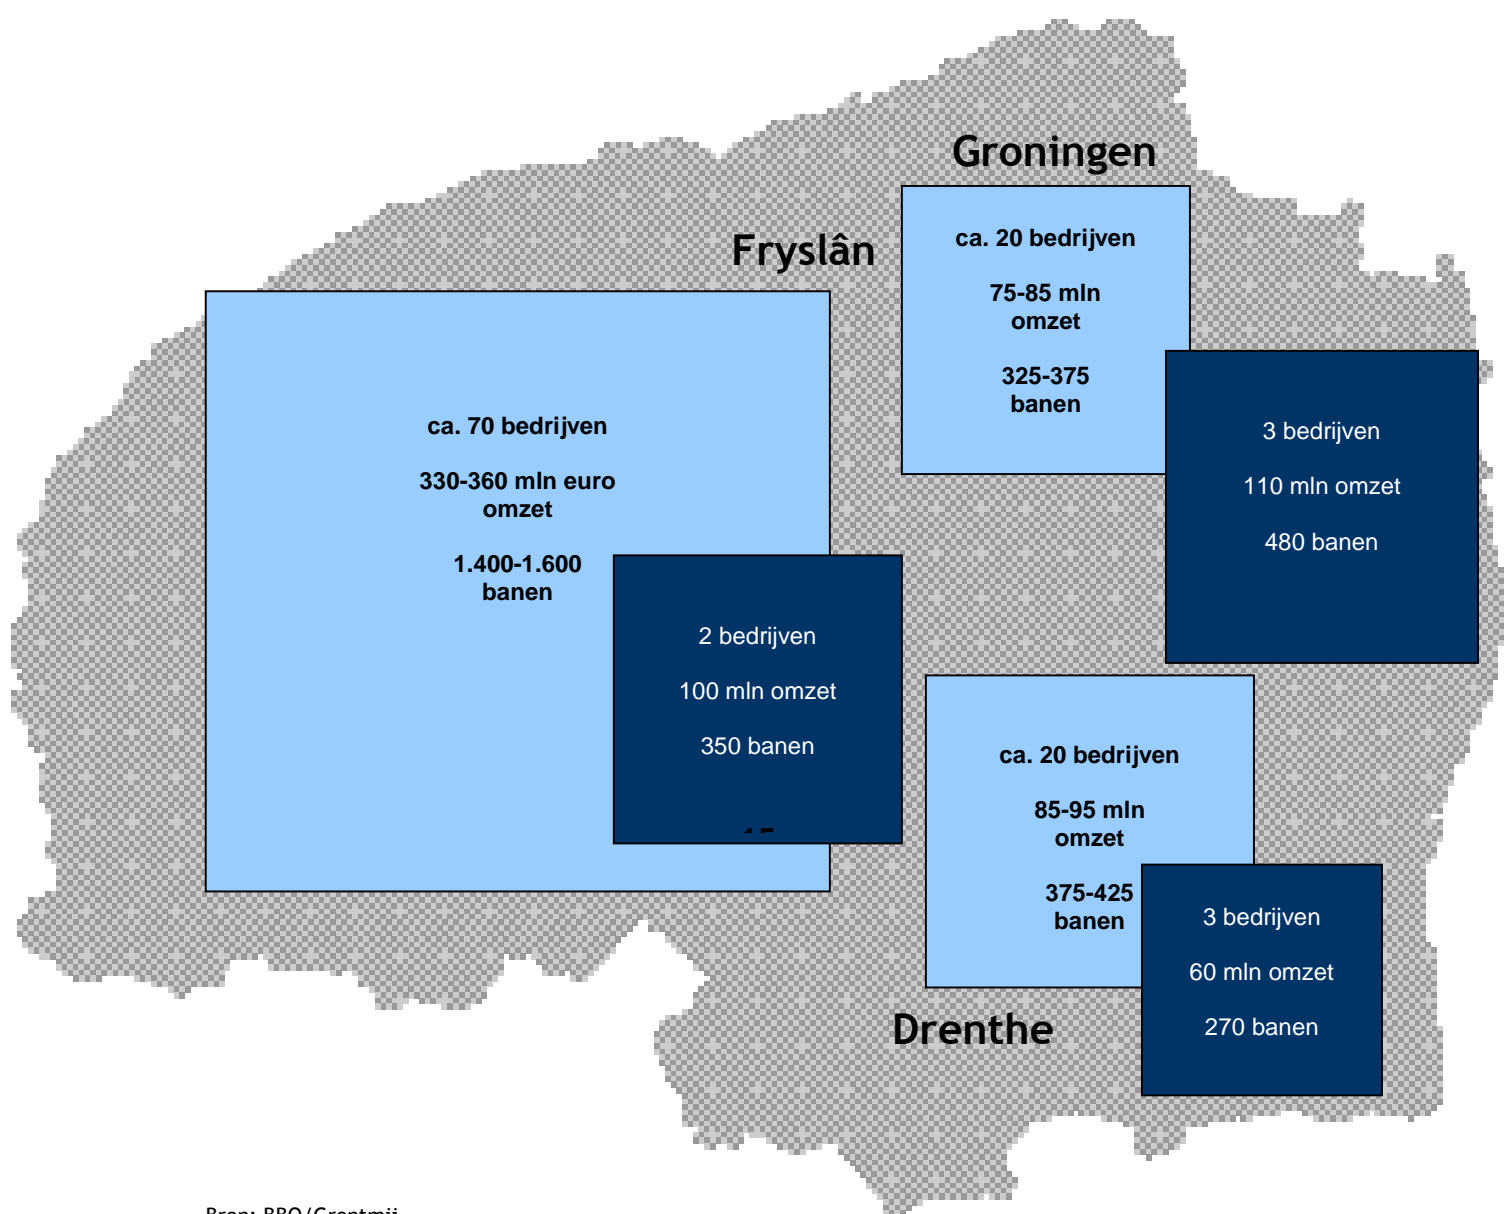 Groningen
Fryslân
ca. 20 bedrijven
75-85 mln
omzet
325-375
banen
ca. 70 bedrijven
330-360 mln euro
omzet
1.400-1.600
banen
3 bedrijven
110 mln omzet
480 banen
2 bedrijven
100 mln omzet
350 banen
ca. 20 bedrijven
85-95 mln
omzet
375-425
banen
3 bedrijven
60 mln omzet
270 banen
Drenthe
Bron: BBO/Grontmij